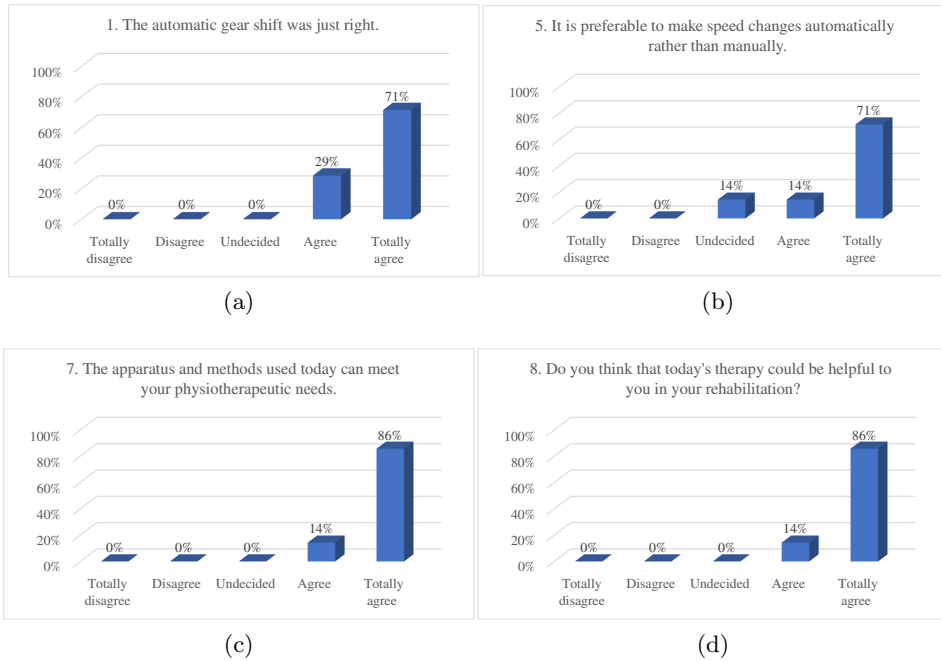 1. The automatic gear shift was just right.
100%
80%
60%
40%
20%
0%
0%
0%
0%
29%
71%
Totally
disagree
Disagree
Undecided
Agree
Totally
agree
(a)
5. It is preferable to make speed changes automatically
rather than manually.
100%
80%
60%
40%
20%
0%
0%
0%
14%
14%
71%
Totally
disagree
Disagree
Undecided
Agree
Totally
agree
(b)
7. The apparatus and methods used today can meet
your physiotherapeutic needs.
100%
80%
60%
40%
20%
0%
0%
0%
0%
14%
86%
Totally
disagree
Disagree
Undecided
Agree
Totally
agree
(c)
8. Do you think that today's therapy could be helpful to
you in your rehabilitation?
100%
80%
60%
40%
20%
0%
0%
0%
0%
14%
86%
Totally
disagree
Disagree
Undecided
Agree
Totally
agree
(d)